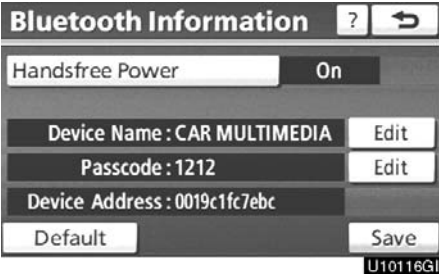 Bluetooth Information ?
Handsfree Power On
Device Name : CAR MULTIMEDIA Edit
Passcode : 1212 Edit
Device Address : 0019c1fc7ebc
Default Save
U10116GI